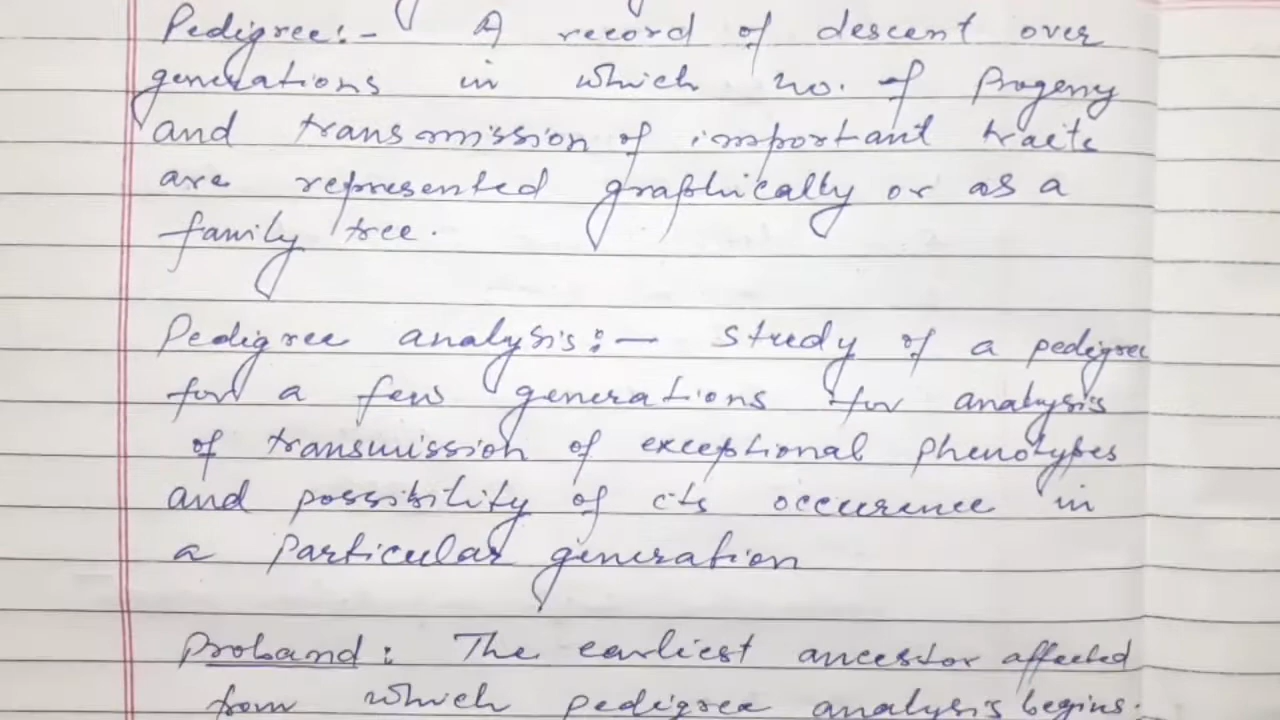 Pedigree:- A record of descent over
generations in which no. of Progeny
and transmission of important traits
are represented graphically or as a
family tree.
Pedigree analysis:- Study of a pedigree
for a few generations for analysis
of transmission of exceptional phenotypes
and possibility of its occurence in
a particular generation
Proband: The earliest ancestor affected
from which pedigree analysis begins.